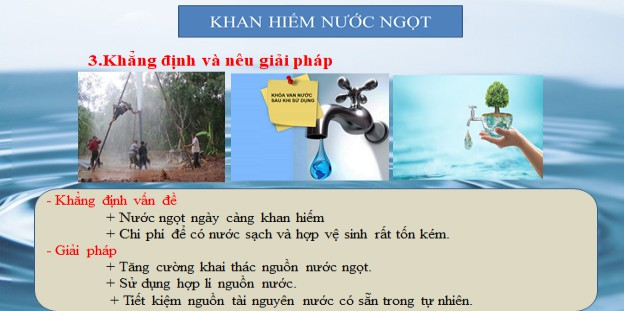 KHAN HIẾM NƯỚC NGỌT
3.Khẳng định và nêu giải pháp
KHÓA VAN NƯỚC
SAU KHI SỬ DỤNG
- Khẳng định vấn đề
+ Nước ngọt ngày càng khan hiếm
+ Chi phí để có nước sạch và hợp vệ sinh rất tốn kém.
- Giải pháp
+ Tăng cường khai thác nguồn nước ngọt.
+ Sử dụng hợp lí nguồn nước.
+ Tiết kiệm nguồn tài nguyên nước có sẵn trong tự nhiên.